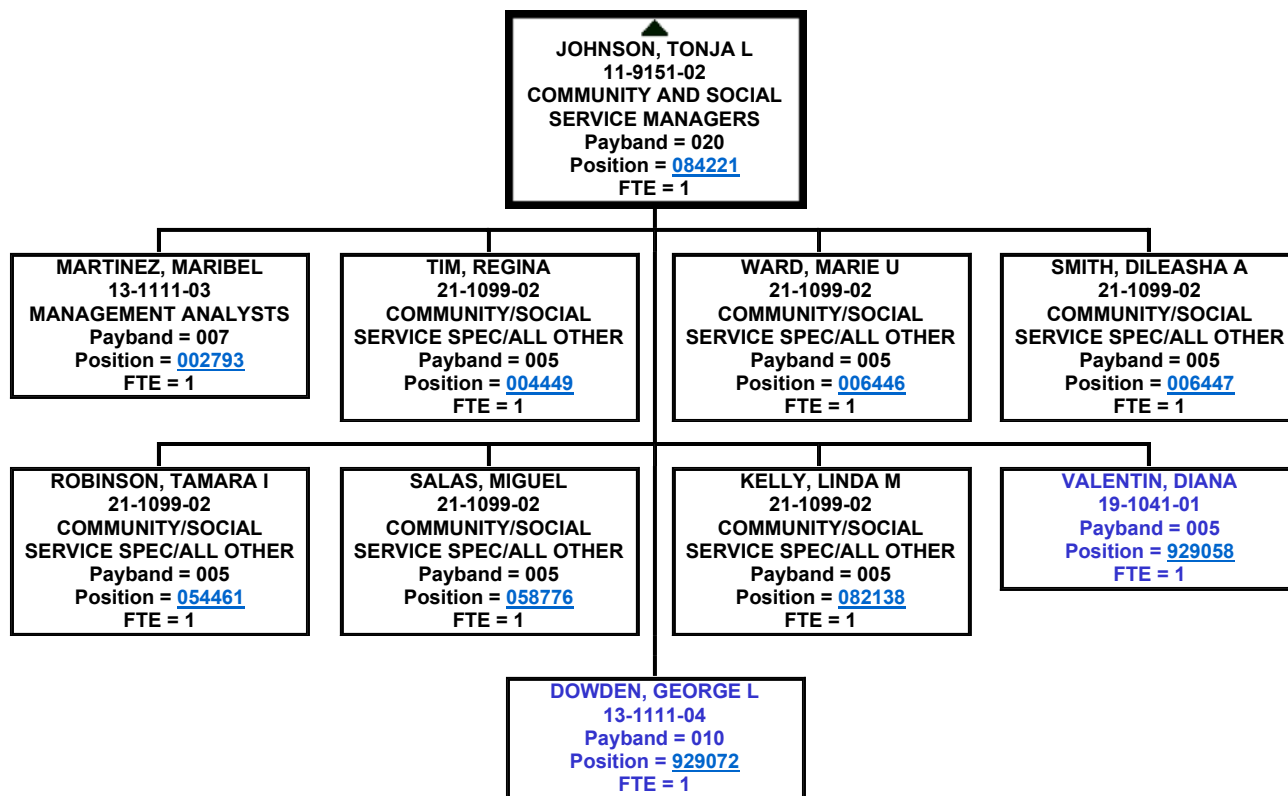 JOHNSON, TONJA L
11-9151-02
COMMUNITY AND SOCIAL
SERVICE MANAGERS
Payband = 020
Position = 084221
FTE = 1
MARTINEZ, MARIBEL
13-1111-03
MANAGEMENT ANALYSTS
Payband = 007
Position = 002793
FTE = 1
TIM, REGINA
21-1099-02
COMMUNITY/SOCIAL
SERVICE SPEC/ALL OTHER
Payband = 005
Position = 004449
FTE = 1
WARD, MARIE U
21-1099-02
COMMUNITY/SOCIAL
SERVICE SPEC/ALL OTHER
Payband = 005
Position = 006446
FTE = 1
SMITH, DILEASHA A
21-1099-02
COMMUNITY/SOCIAL
SERVICE SPEC/ALL OTHER
Payband = 005
Position = 006447
FTE = 1
ROBINSON, TAMARA I
21-1099-02
COMMUNITY/SOCIAL
SERVICE SPEC/ALL OTHER
Payband = 005
Position = 054461
FTE = 1
SALAS, MIGUEL
21-1099-02
COMMUNITY/SOCIAL
SERVICE SPEC/ALL OTHER
Payband = 005
Position = 058776
FTE = 1
KELLY, LINDA M
21-1099-02
COMMUNITY/SOCIAL
SERVICE SPEC/ALL OTHER
Payband = 005
Position = 082138
FTE = 1
VALENTIN, DIANA
19-1041-01
Payband = 005
Position = 929058
FTE = 1
DOWDEN, GEORGE L
13-1111-04
Payband = 010
Position = 929072
FTE = 1